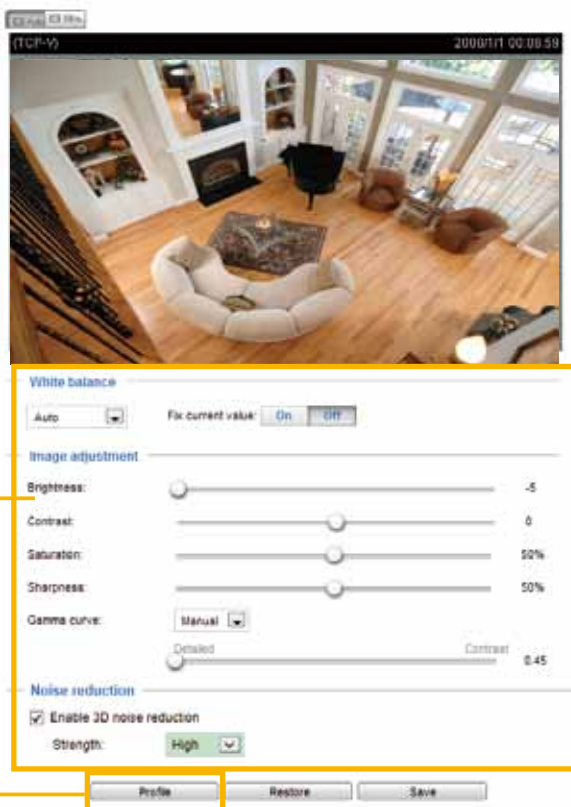 (TCP-V) 2000/1/1 00:08:59
White balance
Auto Fix current value: On Off
Image adjustment
Brightness: -5
Contrast: 0
Saturation: 50%
Sharpness: 50%
Gamma curve: Manual
Detailed Contrast 0.45
Noise reduction
Enable 3D noise reduction
Strength: High
Profile Restore Save